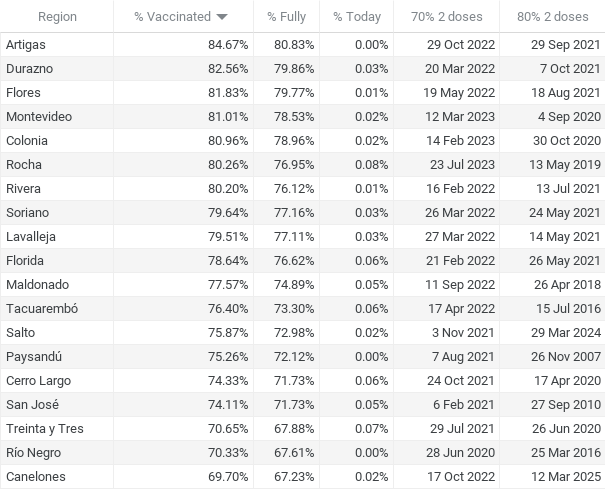 Region % Vaccinated % Fully % Today 70% 2 doses 80% 2 doses
Artigas 84.67% 80.83% 0.00% 29 Oct 2022 29 Sep 2021
Durazno 82.56% 79.86% 0.03% 20 Mar 2022 7 Oct 2021
Flores 81.83% 79.77% 0.01% 19 May 2022 18 Aug 2021
Montevideo 81.01% 78.53% 0.02% 12 Mar 2023 4 Sep 2020
Colonia 80.96% 78.96% 0.02% 14 Feb 2023 30 Oct 2020
Rocha 80.26% 76.95% 0.08% 23 Jul 2023 13 May 2019
Rivera 80.20% 76.12% 0.01% 16 Feb 2022 13 Jul 2021
Soriano 79.64% 77.16% 0.03% 26 Mar 2022 24 May 2021
Lavalleja 79.51% 77.11% 0.03% 27 Mar 2022 14 May 2021
Florida 78.64% 76.62% 0.06% 21 Feb 2022 26 May 2021
Maldonado 77.57% 74.89% 0.05% 11 Sep 2022 26 Apr 2018
Tacuarembó 76.40% 73.30% 0.06% 17 Apr 2022 15 Jul 2016
Salto 75.87% 72.98% 0.02% 3 Nov 2021 29 Mar 2024
Paysandú 75.26% 72.12% 0.00% 7 Aug 2021 26 Nov 2007
Cerro Largo 74.33% 71.73% 0.06% 24 Oct 2021 17 Apr 2020
San José 74.11% 71.73% 0.05% 6 Feb 2021 27 Sep 2010
Treinta y Tres 70.65% 67.88% 0.07% 29 Jul 2021 26 Jun 2020
Río Negro 70.33% 67.61% 0.00% 28 Jun 2020 25 Mar 2016
Canelones 69.70% 67.23% 0.02% 17 Oct 2022 12 Mar 2025